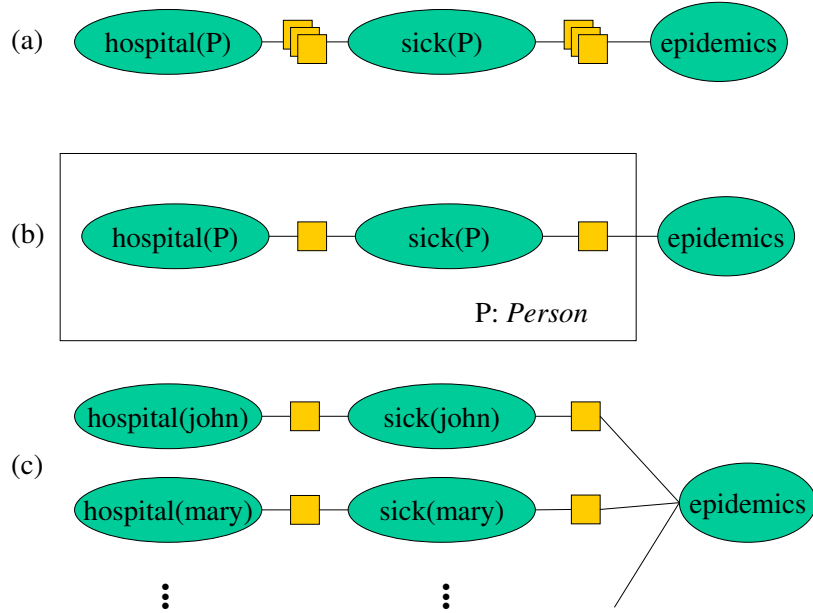 (a) hospital(P) sick(P) epidemics
(b) hospital(P) sick(P) epidemics
P: Person
hospital(john) sick(john)
(c) epidemics
hospital(mary) sick(mary)